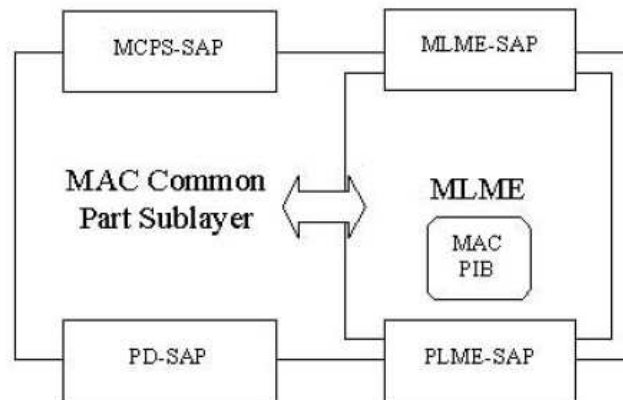 MCPS-SAP
MLME-SAP
MAC Common
Part Sublayer
MLME
MAC
PIB
PD-SAP
PLME-SAP